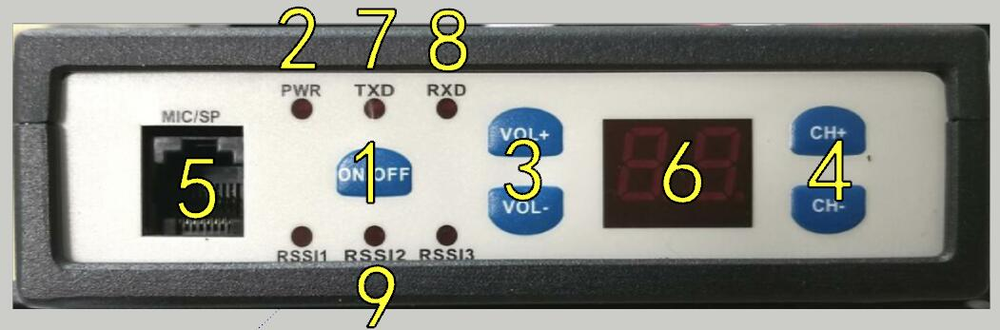 2 7 8
PWR TXD RXD
MIC/SP
VOL+ CH+
5 1 3 6 4
ON/OFF
88
VOL- CH-
RSSI1 RSSI2 RSSI3
9